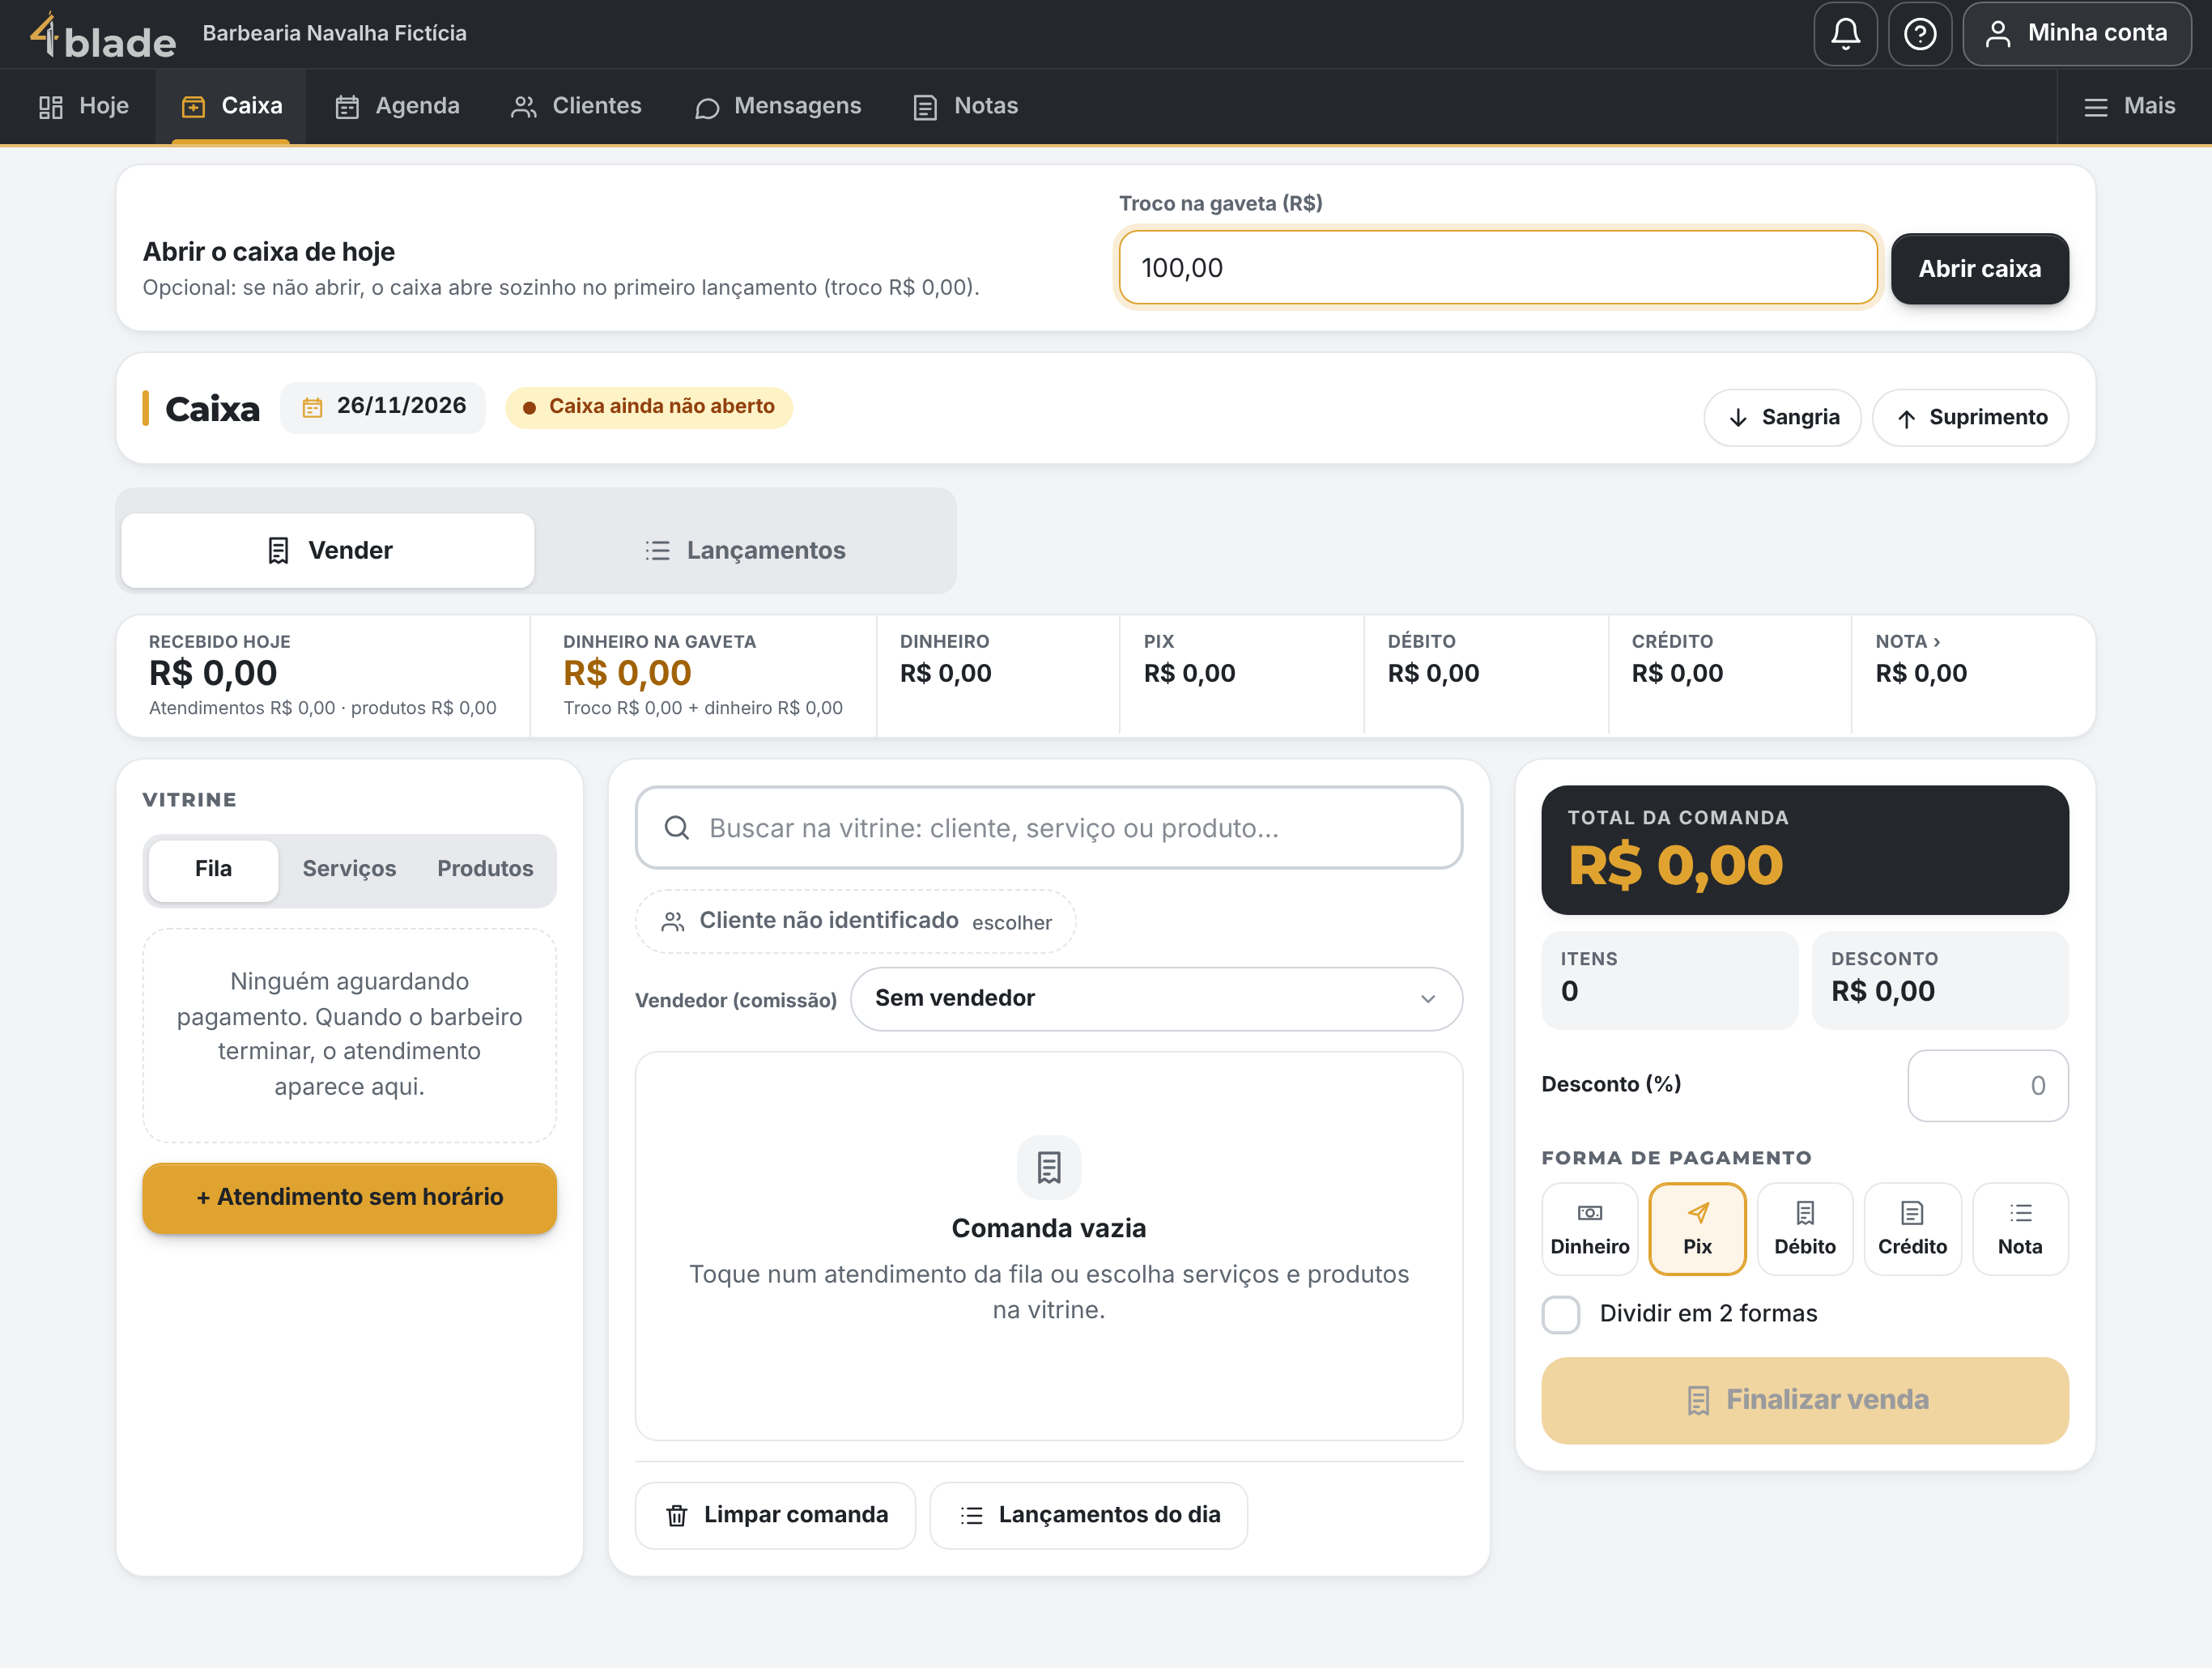 4blade
Barbearia Navalha Fictícia
Minha conta
Hoje
Caixa
Agenda
Clientes
Mensagens
Notas
Mais
Abrir o caixa de hoje
Opcional: se não abrir, o caixa abre sozinho no primeiro lançamento (troco R$ 0,00).
Troco na gaveta (R$)
100,00
Abrir caixa
Caixa
26/11/2026
Caixa ainda não aberto
Sangria
Suprimento
Vender
Lançamentos
RECEBIDO HOJE
R$ 0,00
Atendimentos R$ 0,00 · produtos R$ 0,00
DINHEIRO NA GAVETA
R$ 0,00
Troco R$ 0,00 + dinheiro R$ 0,00
DINHEIRO
R$ 0,00
PIX
R$ 0,00
DÉBITO
R$ 0,00
CRÉDITO
R$ 0,00
NOTA ›
R$ 0,00
VITRINE
Fila
Serviços
Produtos
Ninguém aguardando
pagamento. Quando o barbeiro
terminar, o atendimento
aparece aqui.
+ Atendimento sem horário
Buscar na vitrine: cliente, serviço ou produto...
Cliente não identificado escolher
Vendedor (comissão)
Sem vendedor
Comanda vazia
Toque num atendimento da fila ou escolha serviços e produtos
na vitrine.
Limpar comanda
Lançamentos do dia
TOTAL DA COMANDA
R$ 0,00
ITENS
0
DESCONTO
R$ 0,00
Desconto (%)
0
FORMA DE PAGAMENTO
Dinheiro
Pix
Débito
Crédito
Nota
Dividir em 2 formas
Finalizar venda